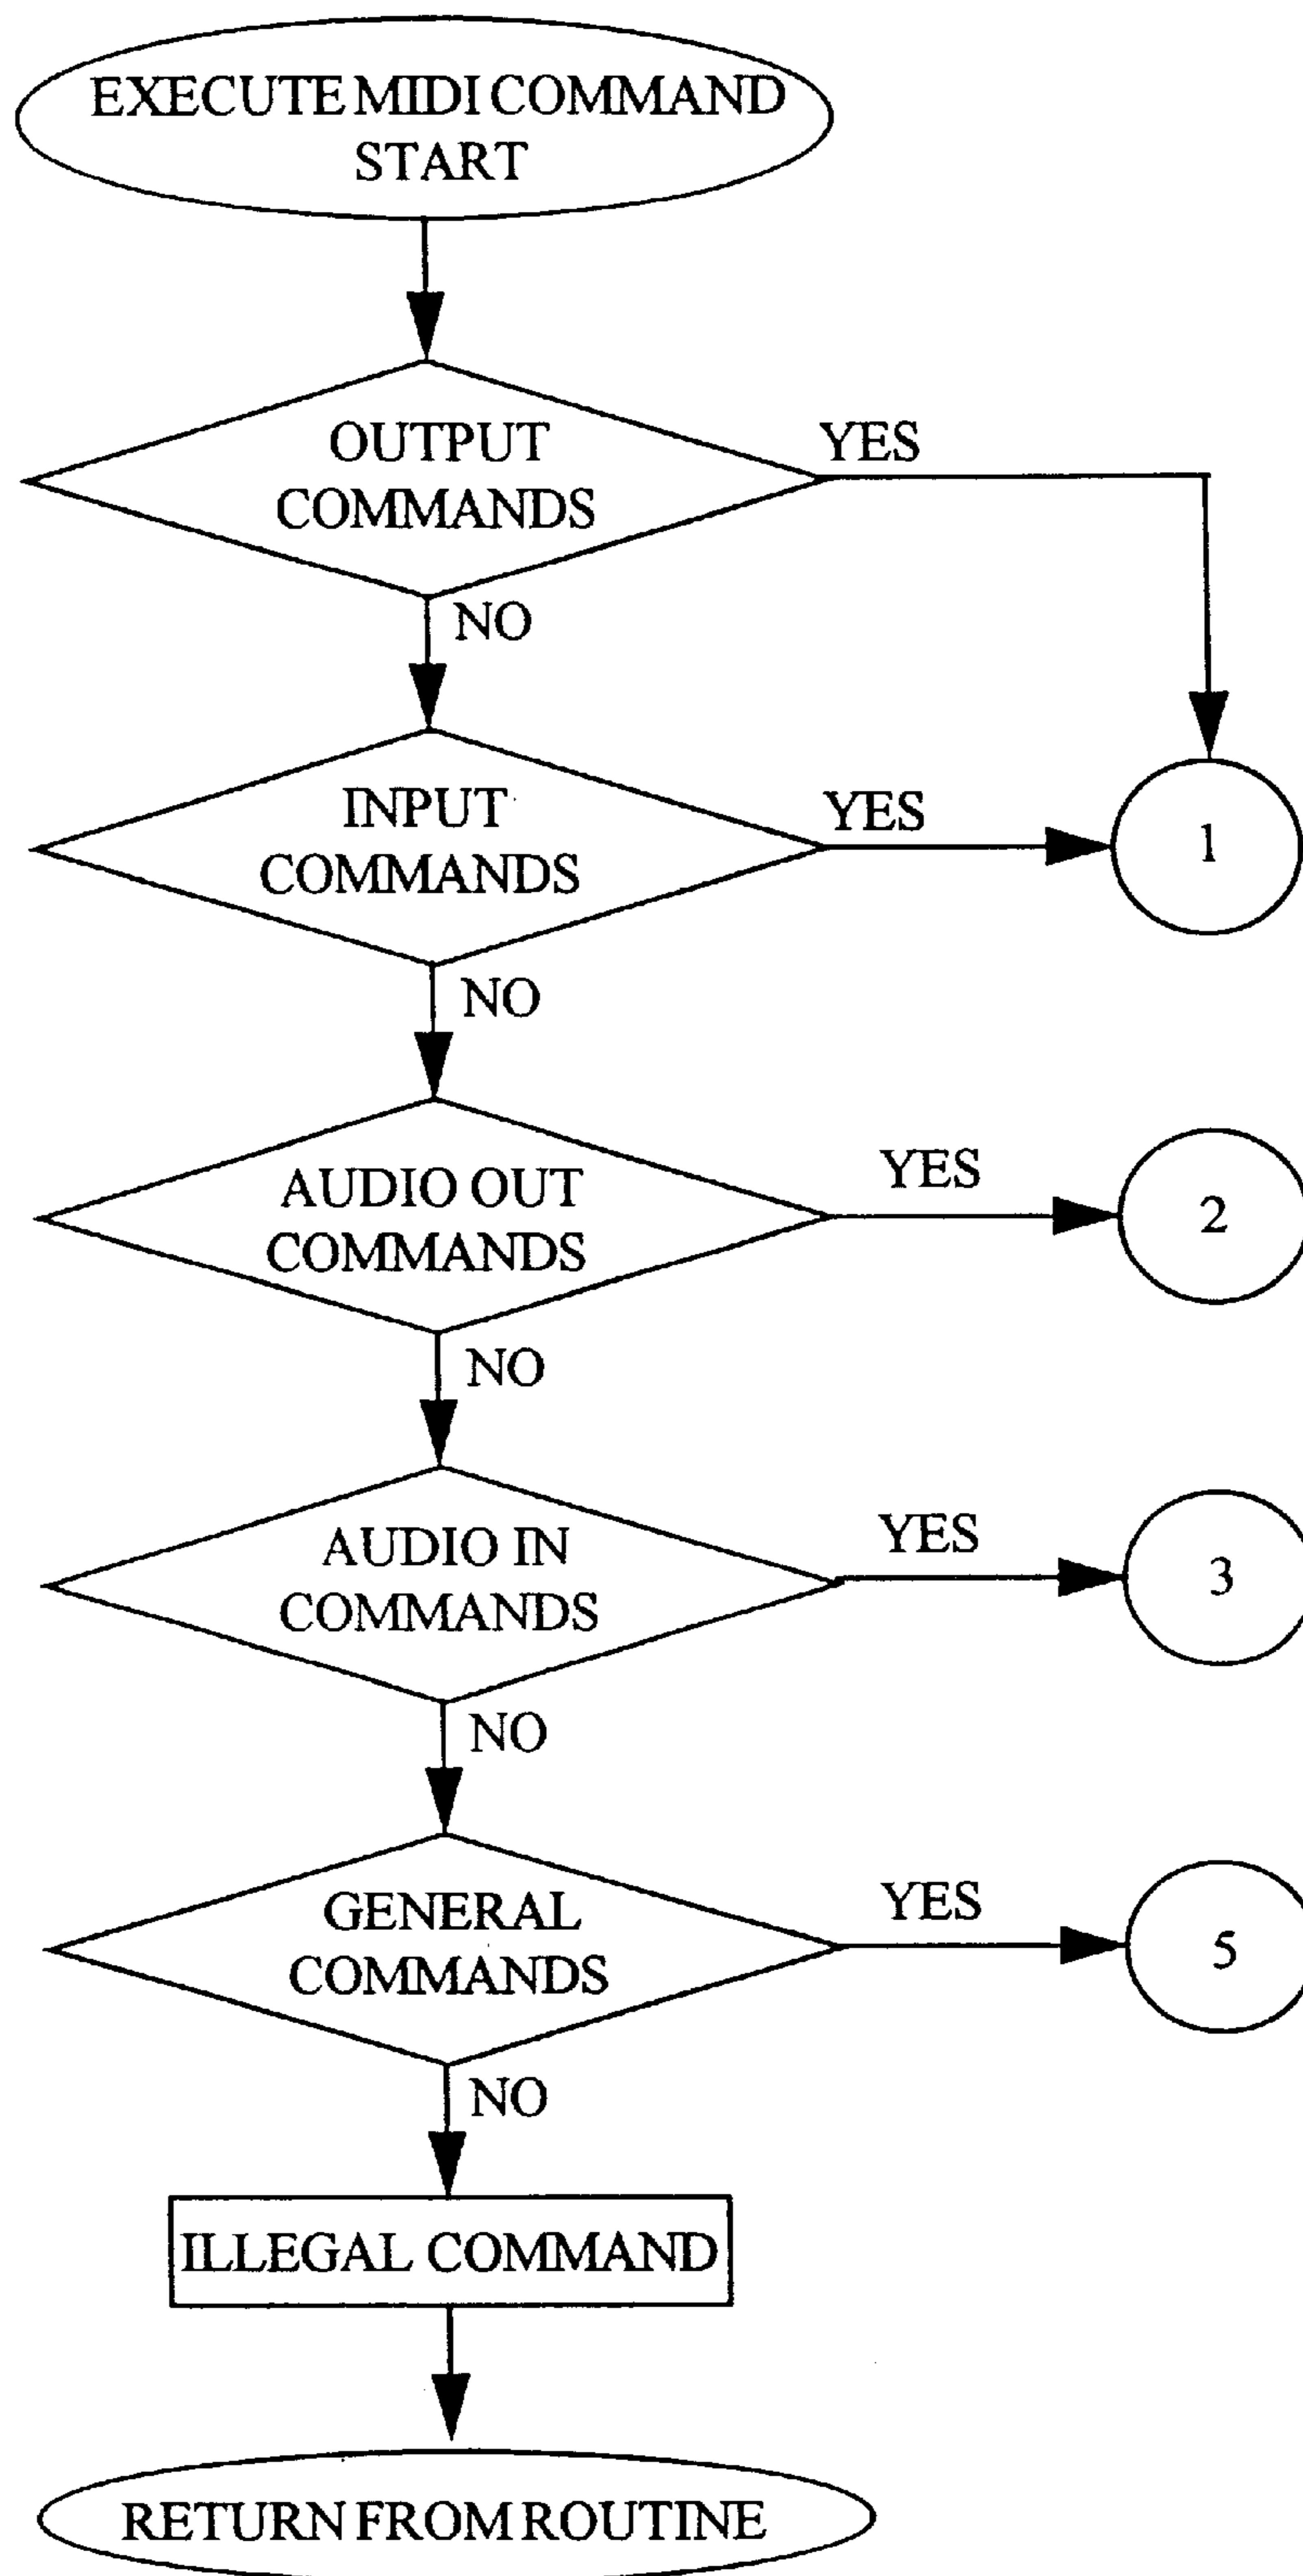 EXECUTE MIDI COMMAND
START
OUTPUT
COMMANDS
YES
NO
INPUT
COMMANDS
YES
1
NO
AUDIO OUT
COMMANDS
YES
2
NO
AUDIO IN
COMMANDS
YES
3
NO
GENERAL
COMMANDS
YES
5
NO
ILLEGAL COMMAND
RETURN FROM ROUTINE